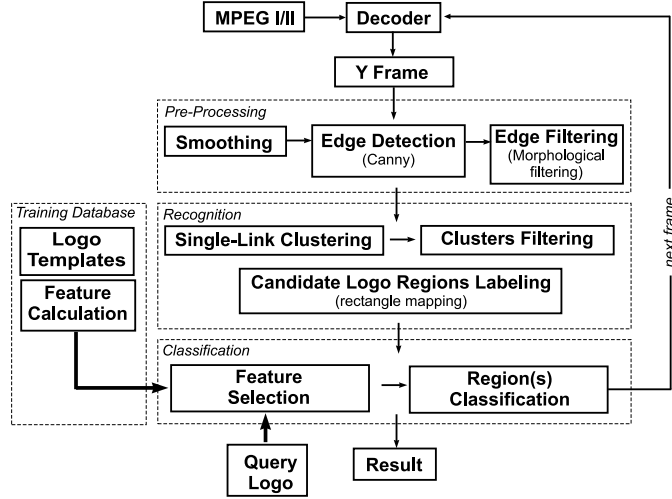 MPEG I/II
Decoder
Y Frame
Pre-Processing
Smoothing
Edge Detection
(Canny)
Edge Filtering
(Morphological
filtering)
next frame
Training Database
Logo
Templates
Feature
Calculation
Recognition
Single-Link Clustering
Clusters Filtering
Candidate Logo Regions Labeling
(rectangle mapping)
Classification
Feature
Selection
Region(s)
Classification
Query
Logo
Result